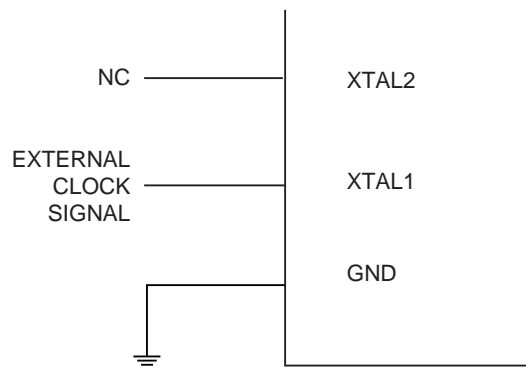 NC
XTAL2
EXTERNAL
CLOCK
SIGNAL
XTAL1
GND